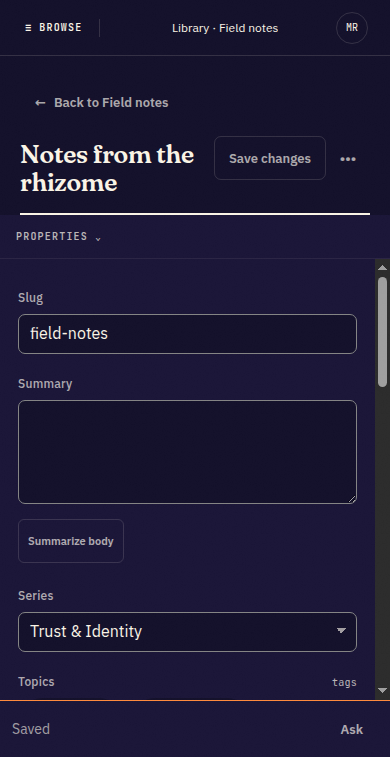 ≡ BROWSE
Library · Field notes
MR
← Back to Field notes
Notes from the
rhizome
Save changes
•••
PROPERTIES ⌄
Slug
field-notes
Summary
Summarize body
Series
Trust & Identity
Topics
tags
Saved
Ask